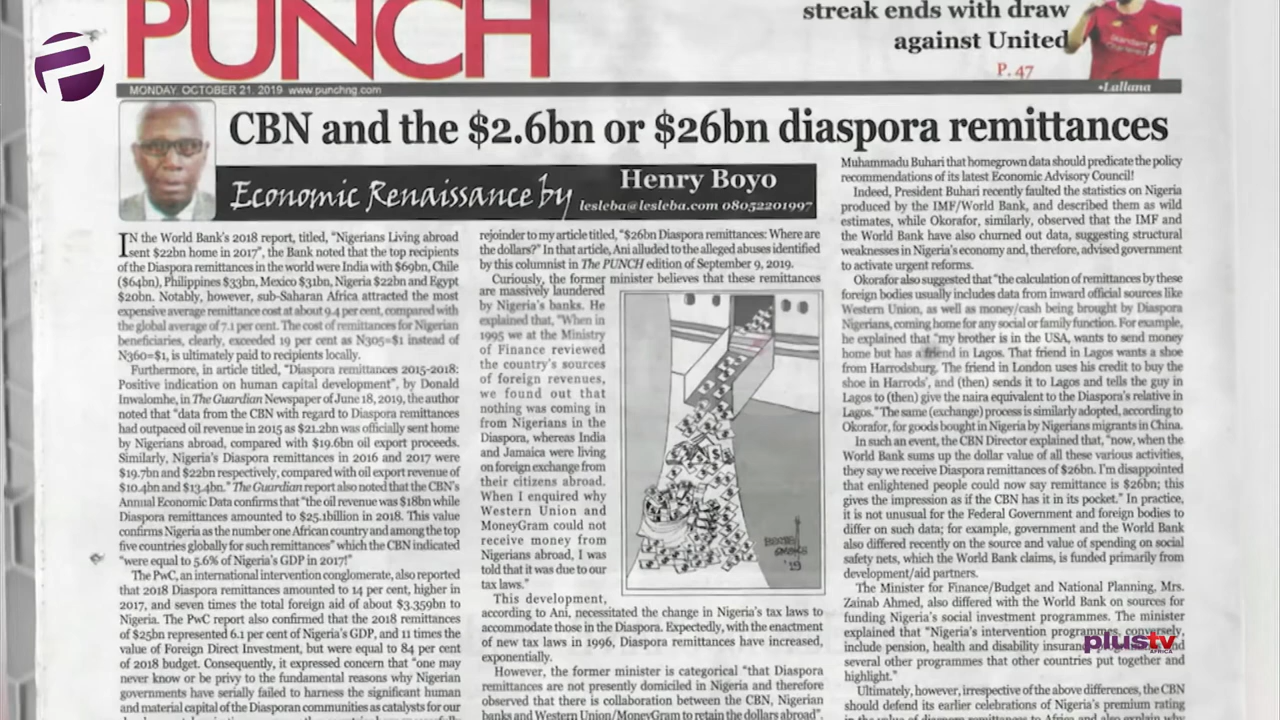 PUNCH
streak ends with draw
against United
P. 47
•Lallana
MONDAY, OCTOBER 21, 2019 www.punchng.com
CBN and the $2.6bn or $26bn diaspora remittances
Economic Renaissance by Henry Boyo
lesleba@lesleba.com 08052201997
IN the World Bank's 2018 report, titled, "Nigerians Living abroad
sent $22bn home in 2017", the Bank noted that the top recipients
of the Diaspora remittances in the world were India with $69bn, Chile
($64bn), Philippines $33bn, Mexico $31bn, Nigeria $22bn and Egypt
$20bn. Notably, however, sub-Saharan Africa attracted the most
expensive average remittance cost at about 9.4 per cent, compared with
the global average of 7.1 per cent. The cost of remittances for Nigerian
beneficiaries, clearly, exceeded 19 per cent as N305=$1 instead of
N360=$1, is ultimately paid to recipients locally.
Furthermore, in article titled, "Diaspora remittances 2015-2018:
Positive indication on human capital development", by Donald
Inwalomhe, in The Guardian Newspaper of June 18, 2019, the author
noted that "data from the CBN with regard to Diaspora remittances
had outpaced oil revenue in 2015 as $21.2bn was officially sent home
by Nigerians abroad, compared with $19.6bn oil export proceeds.
Similarly, Nigeria's Diaspora remittances in 2016 and 2017 were
$19.7bn and $22bn respectively, compared with oil export revenue of
$10.4bn and $13.4bn." The Guardian report also noted that the CBN's
Annual Economic Data confirms that "the oil revenue was $18bn while
Diaspora remittances amounted to $25.1billion in 2018. This value
confirms Nigeria as the number one African country and among the top
five countries globally for such remittances" which the CBN indicated
"were equal to 5.6% of Nigeria's GDP in 2017!"
The PwC, an international intervention conglomerate, also reported
that 2018 Diaspora remittances amounted to 14 per cent, higher in
2017, and seven times the total foreign aid of about $3.359bn to
Nigeria. The PwC report also confirmed that the 2018 remittances
of $25bn represented 6.1 per cent of Nigeria's GDP, and 11 times the
value of Foreign Direct Investment, but were equal to 84 per cent
of 2018 budget. Consequently, it expressed concern that "one may
never know or be privy to the fundamental reasons why Nigerian
governments have serially failed to harness the significant human
and material capital of the Diasporan communities as catalysts for our
rejoinder to my article titled, "$26bn Diaspora remittances: Where are
the dollars?" In that article, Ani alluded to the alleged abuses identified
by this columnist in The PUNCH edition of September 9, 2019.
Curiously, the former minister believes that these remittances
are massively laundered
by Nigeria's banks. He
explained that, "When in
1995 we at the Ministry
of Finance reviewed
the country's sources
of foreign revenues,
we found out that
nothing was coming in
from Nigerians in the
Diaspora, whereas India
and Jamaica were living
on foreign exchange from
their citizens abroad.
When I enquired why
Western Union and
MoneyGram could not
receive money from
Nigerians abroad, I was
told that it was due to our
tax laws."
'19
This development,
according to Ani, necessitated the change in Nigeria's tax laws to
accommodate those in the Diaspora. Expectedly, with the enactment
of new tax laws in 1996, Diaspora remittances have increased,
exponentially.
However, the former minister is categorical "that Diaspora
remittances are not presently domiciled in Nigeria and therefore
observed that there is collaboration between the CBN, Nigerian
banks and Western Union/MoneyGram to retain the dollars abroad".
Muhammadu Buhari that homegrown data should predicate the policy
recommendations of its latest Economic Advisory Council!
Indeed, President Buhari recently faulted the statistics on Nigeria
produced by the IMF/World Bank, and described them as wild
estimates, while Okorafor, similarly, observed that the IMF and
the World Bank have also churned out data, suggesting structural
weaknesses in Nigeria's economy and, therefore, advised government
to activate urgent reforms.
Okorafor also suggested that "the calculation of remittances by these
foreign bodies usually includes data from inward official sources like
Western Union, as well as money/cash being brought by Diaspora
Nigerians, coming home for any social or family function. For example,
he explained that "my brother is in the USA, wants to send money
home but has a friend in Lagos. That friend in Lagos wants a shoe
from Harrodsburg. The friend in London uses his credit to buy the
shoe in Harrods', and (then) sends it to Lagos and tells the guy in
Lagos to (then) give the naira equivalent to the Diaspora's relative in
Lagos." The same (exchange) process is similarly adopted, according to
Okorafor, for goods bought in Nigeria by Nigerians migrants in China.
In such an event, the CBN Director explained that, "now, when the
World Bank sums up the dollar value of all these various activities,
they say we receive Diaspora remittances of $26bn. I'm disappointed
that enlightened people could now say remittance is $26bn; this
gives the impression as if the CBN has it in its pocket." In practice,
it is not unusual for the Federal Government and foreign bodies to
differ on such data; for example, government and the World Bank
also differed recently on the source and value of spending on social
safety nets, which the World Bank claims, is funded primarily from
development/aid partners.
The Minister for Finance/Budget and National Planning, Mrs.
Zainab Ahmed, also differed with the World Bank on sources for
funding Nigeria's social investment programmes. The minister
explained that "Nigeria's intervention programmes, conversely,
include pension, health and disability insurance
several other programmes that other countries put together and
highlight."
Ultimately, however, irrespective of the above differences, the CBN
should defend its earlier celebrations of Nigeria's premium rating
plustv
AFRICA